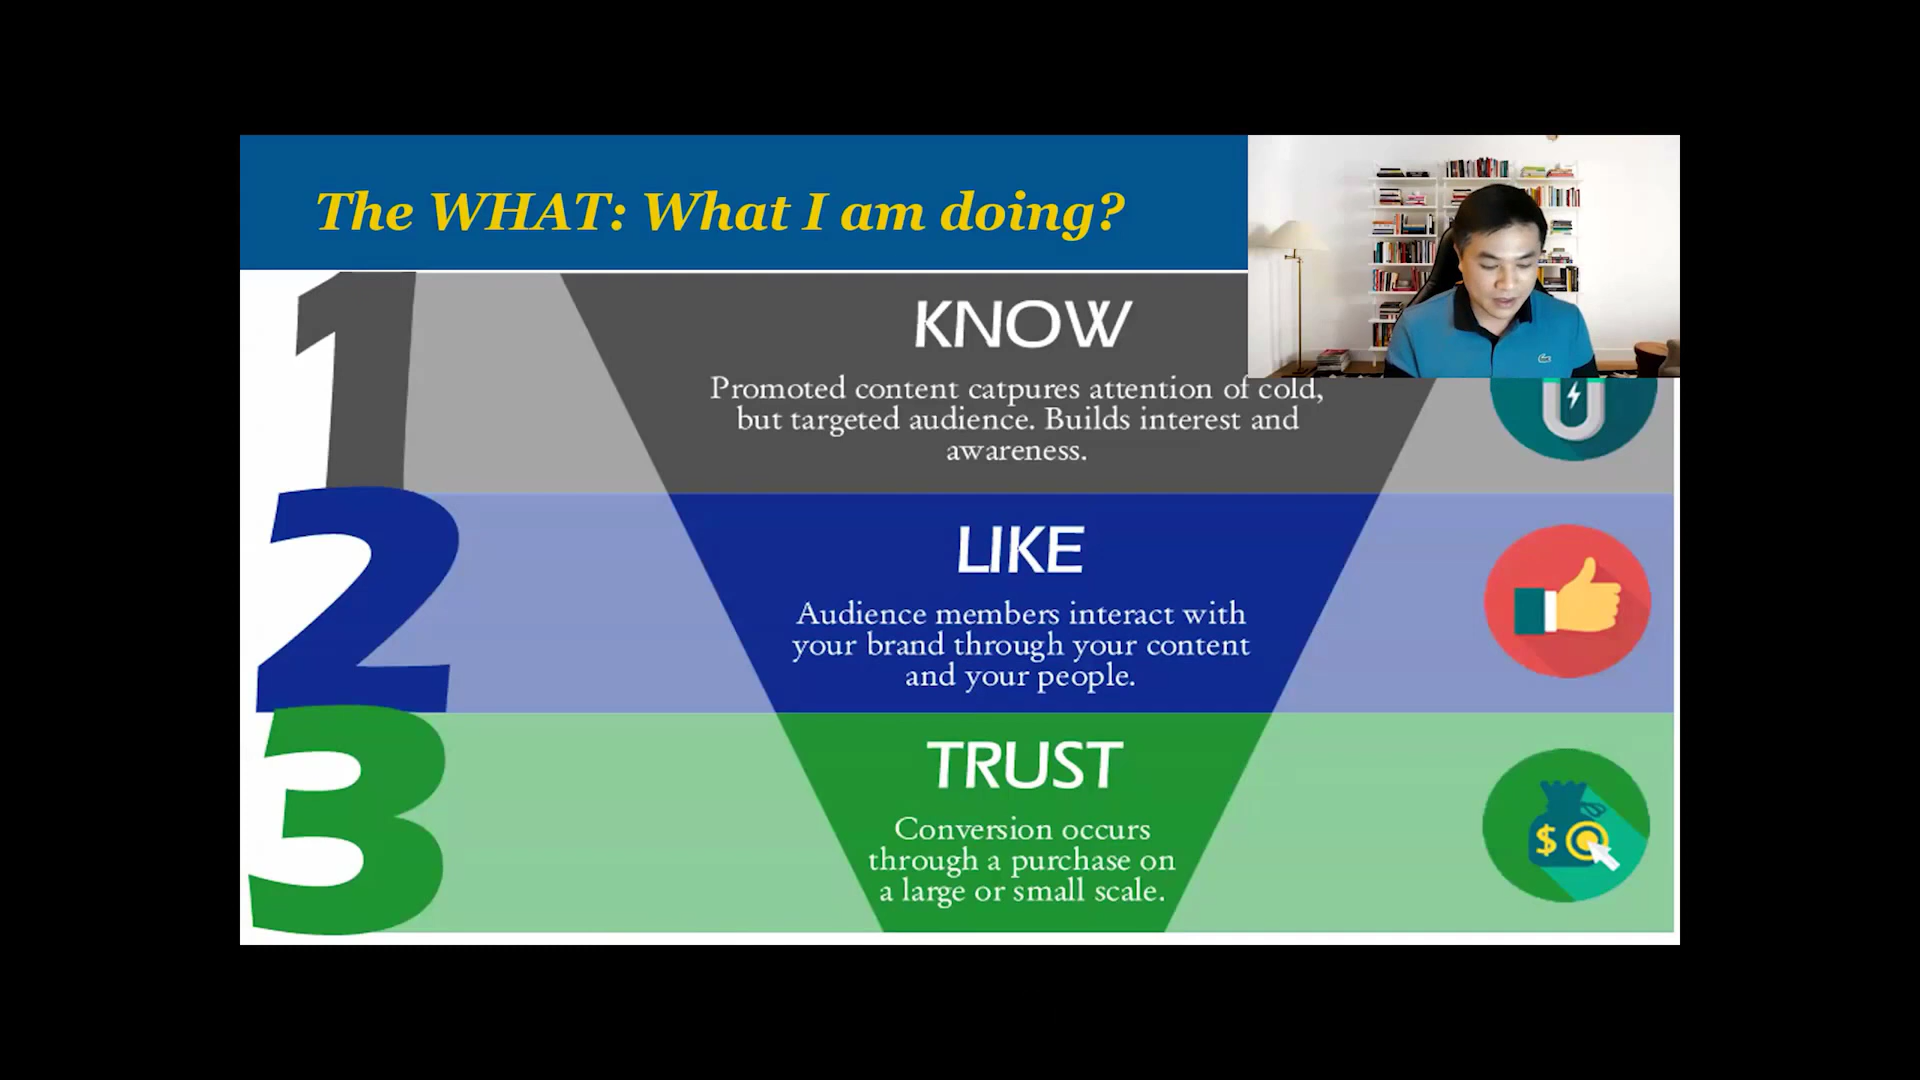 The WHAT: What I am doing?
1
KNOW
Promoted content catpures attention of cold,
but targeted audience. Builds interest and
awareness.
2
LIKE
Audience members interact with
your brand through your content
and your people.
3
TRUST
Conversion occurs
through a purchase on
a large or small scale.
$